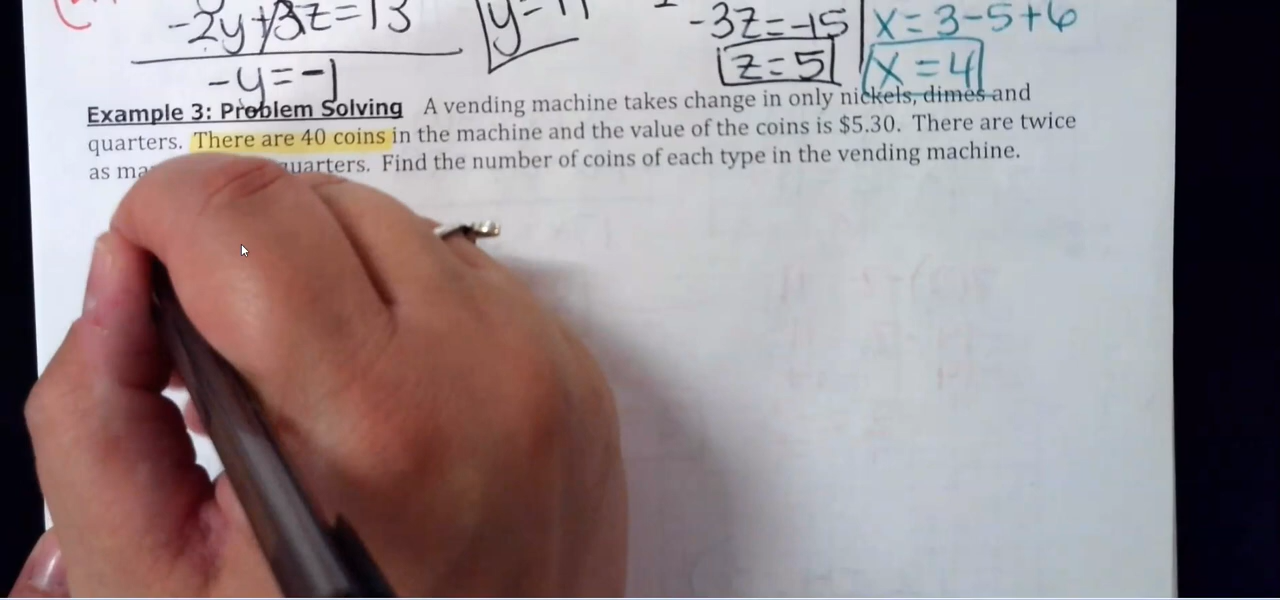 -2y+3z=13
y=1
-3z=-15
x=3-5+6
-y=-1
z=5
x=4
Example 3: Problem Solving A vending machine takes change in only nickels, dimes and
quarters. There are 40 coins in the machine and the value of the coins is $5.30. There are twice
as ma quarters. Find the number of coins of each type in the vending machine.